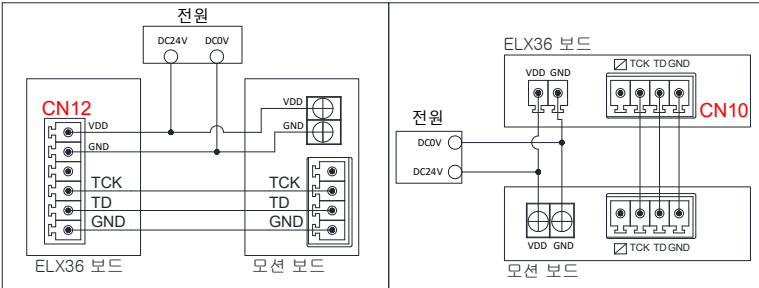 전원
DC24V DC0V
CN12
VDD
GND
TCK
TD
GND
VDD
GND
TCK
TD
GND
ELX36 보드
모션 보드
ELX36 보드
VDD GND
TCK TD GND
CN10
전원
DC0V
DC24V
VDD GND
TCK TD GND
모션 보드